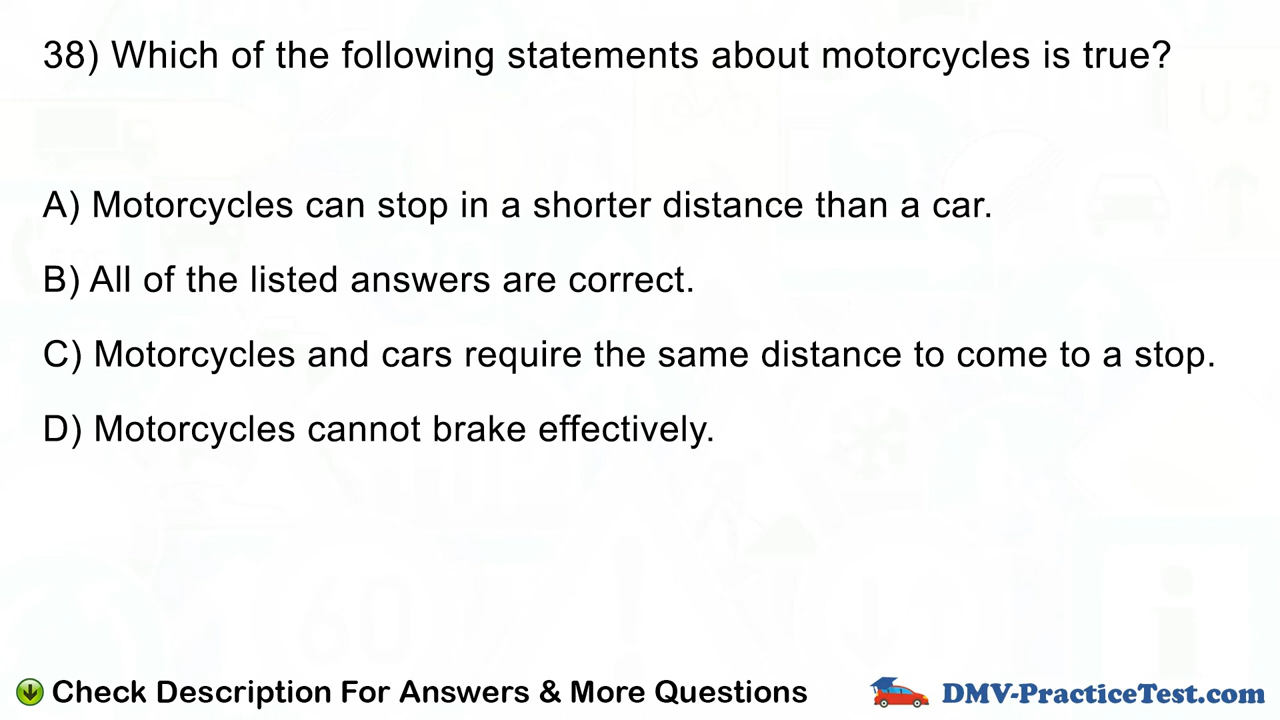 38) Which of the following statements about motorcycles is true?
A) Motorcycles can stop in a shorter distance than a car.
B) All of the listed answers are correct.
C) Motorcycles and cars require the same distance to come to a stop.
D) Motorcycles cannot brake effectively.
Check Description For Answers & More Questions
DMV-PracticeTest.com